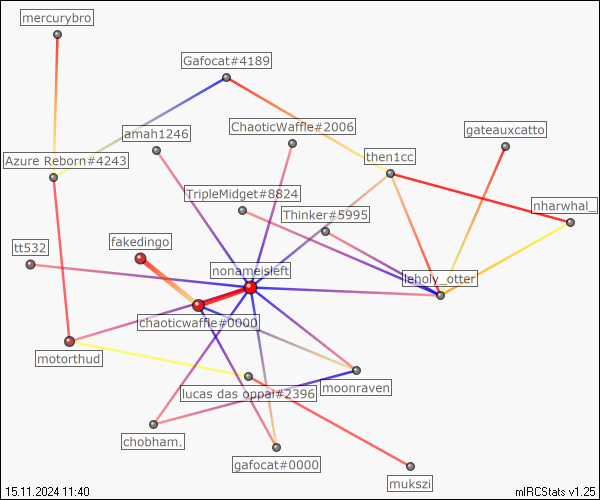 mercurybro
Gafocat#4189
ChaoticWaffle#2006
amah1246
gateauxcatto
then1cc
Azure Reborn#4243
TripleMidget#8824
nharwhal_
Thinker#5995
fakedingo
tt532
nonameisleft
leholy_otter
chaoticwaffle#0000
motorthud
moonraven
lucas das oppai#2396
chobham.
gafocat#0000
mukszi
15.11.2024 11:40
mIRCStats v1.25